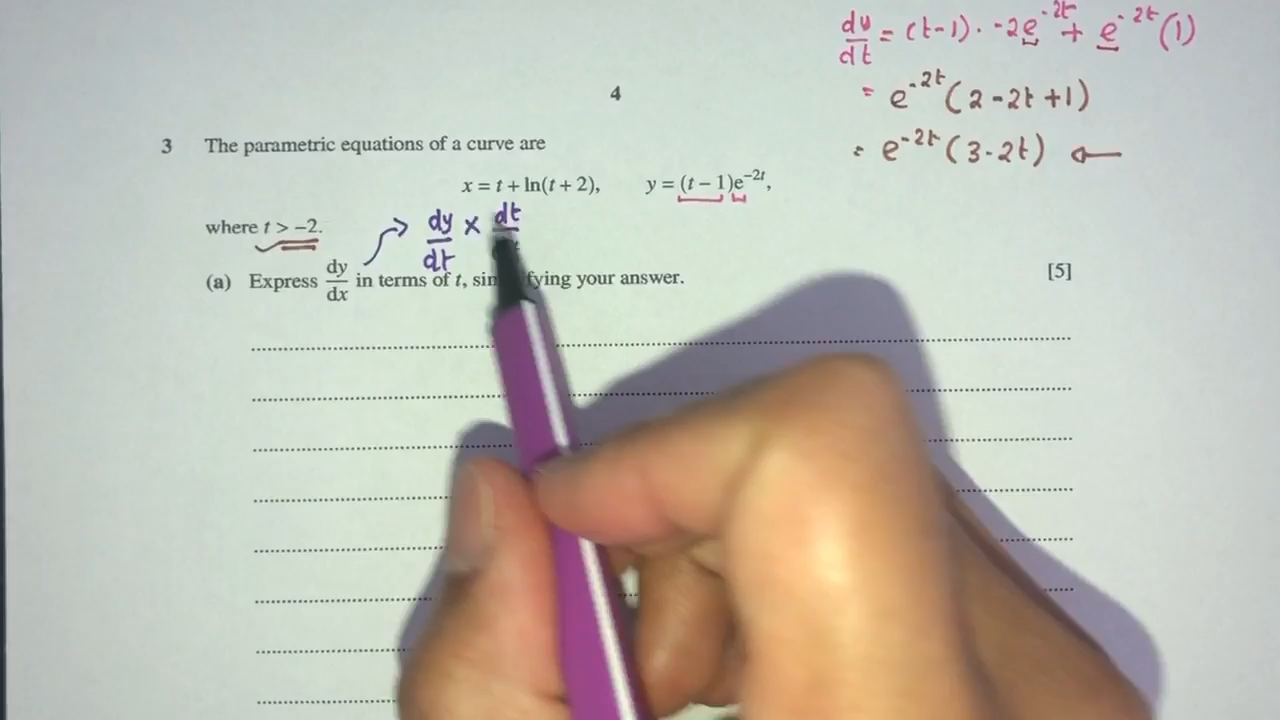 dy/dt = (t-1) · -2e^-2t + e^-2t (1)
= e^-2t (2-2t+1)
= e^-2t (3-2t) ←
4
3 The parametric equations of a curve are
x = t + ln(t + 2), y = (t − 1)e^−2t,
where t > −2.
→ dy/dt × dt
(a) Express dy/dx in terms of t, your answer. [5]